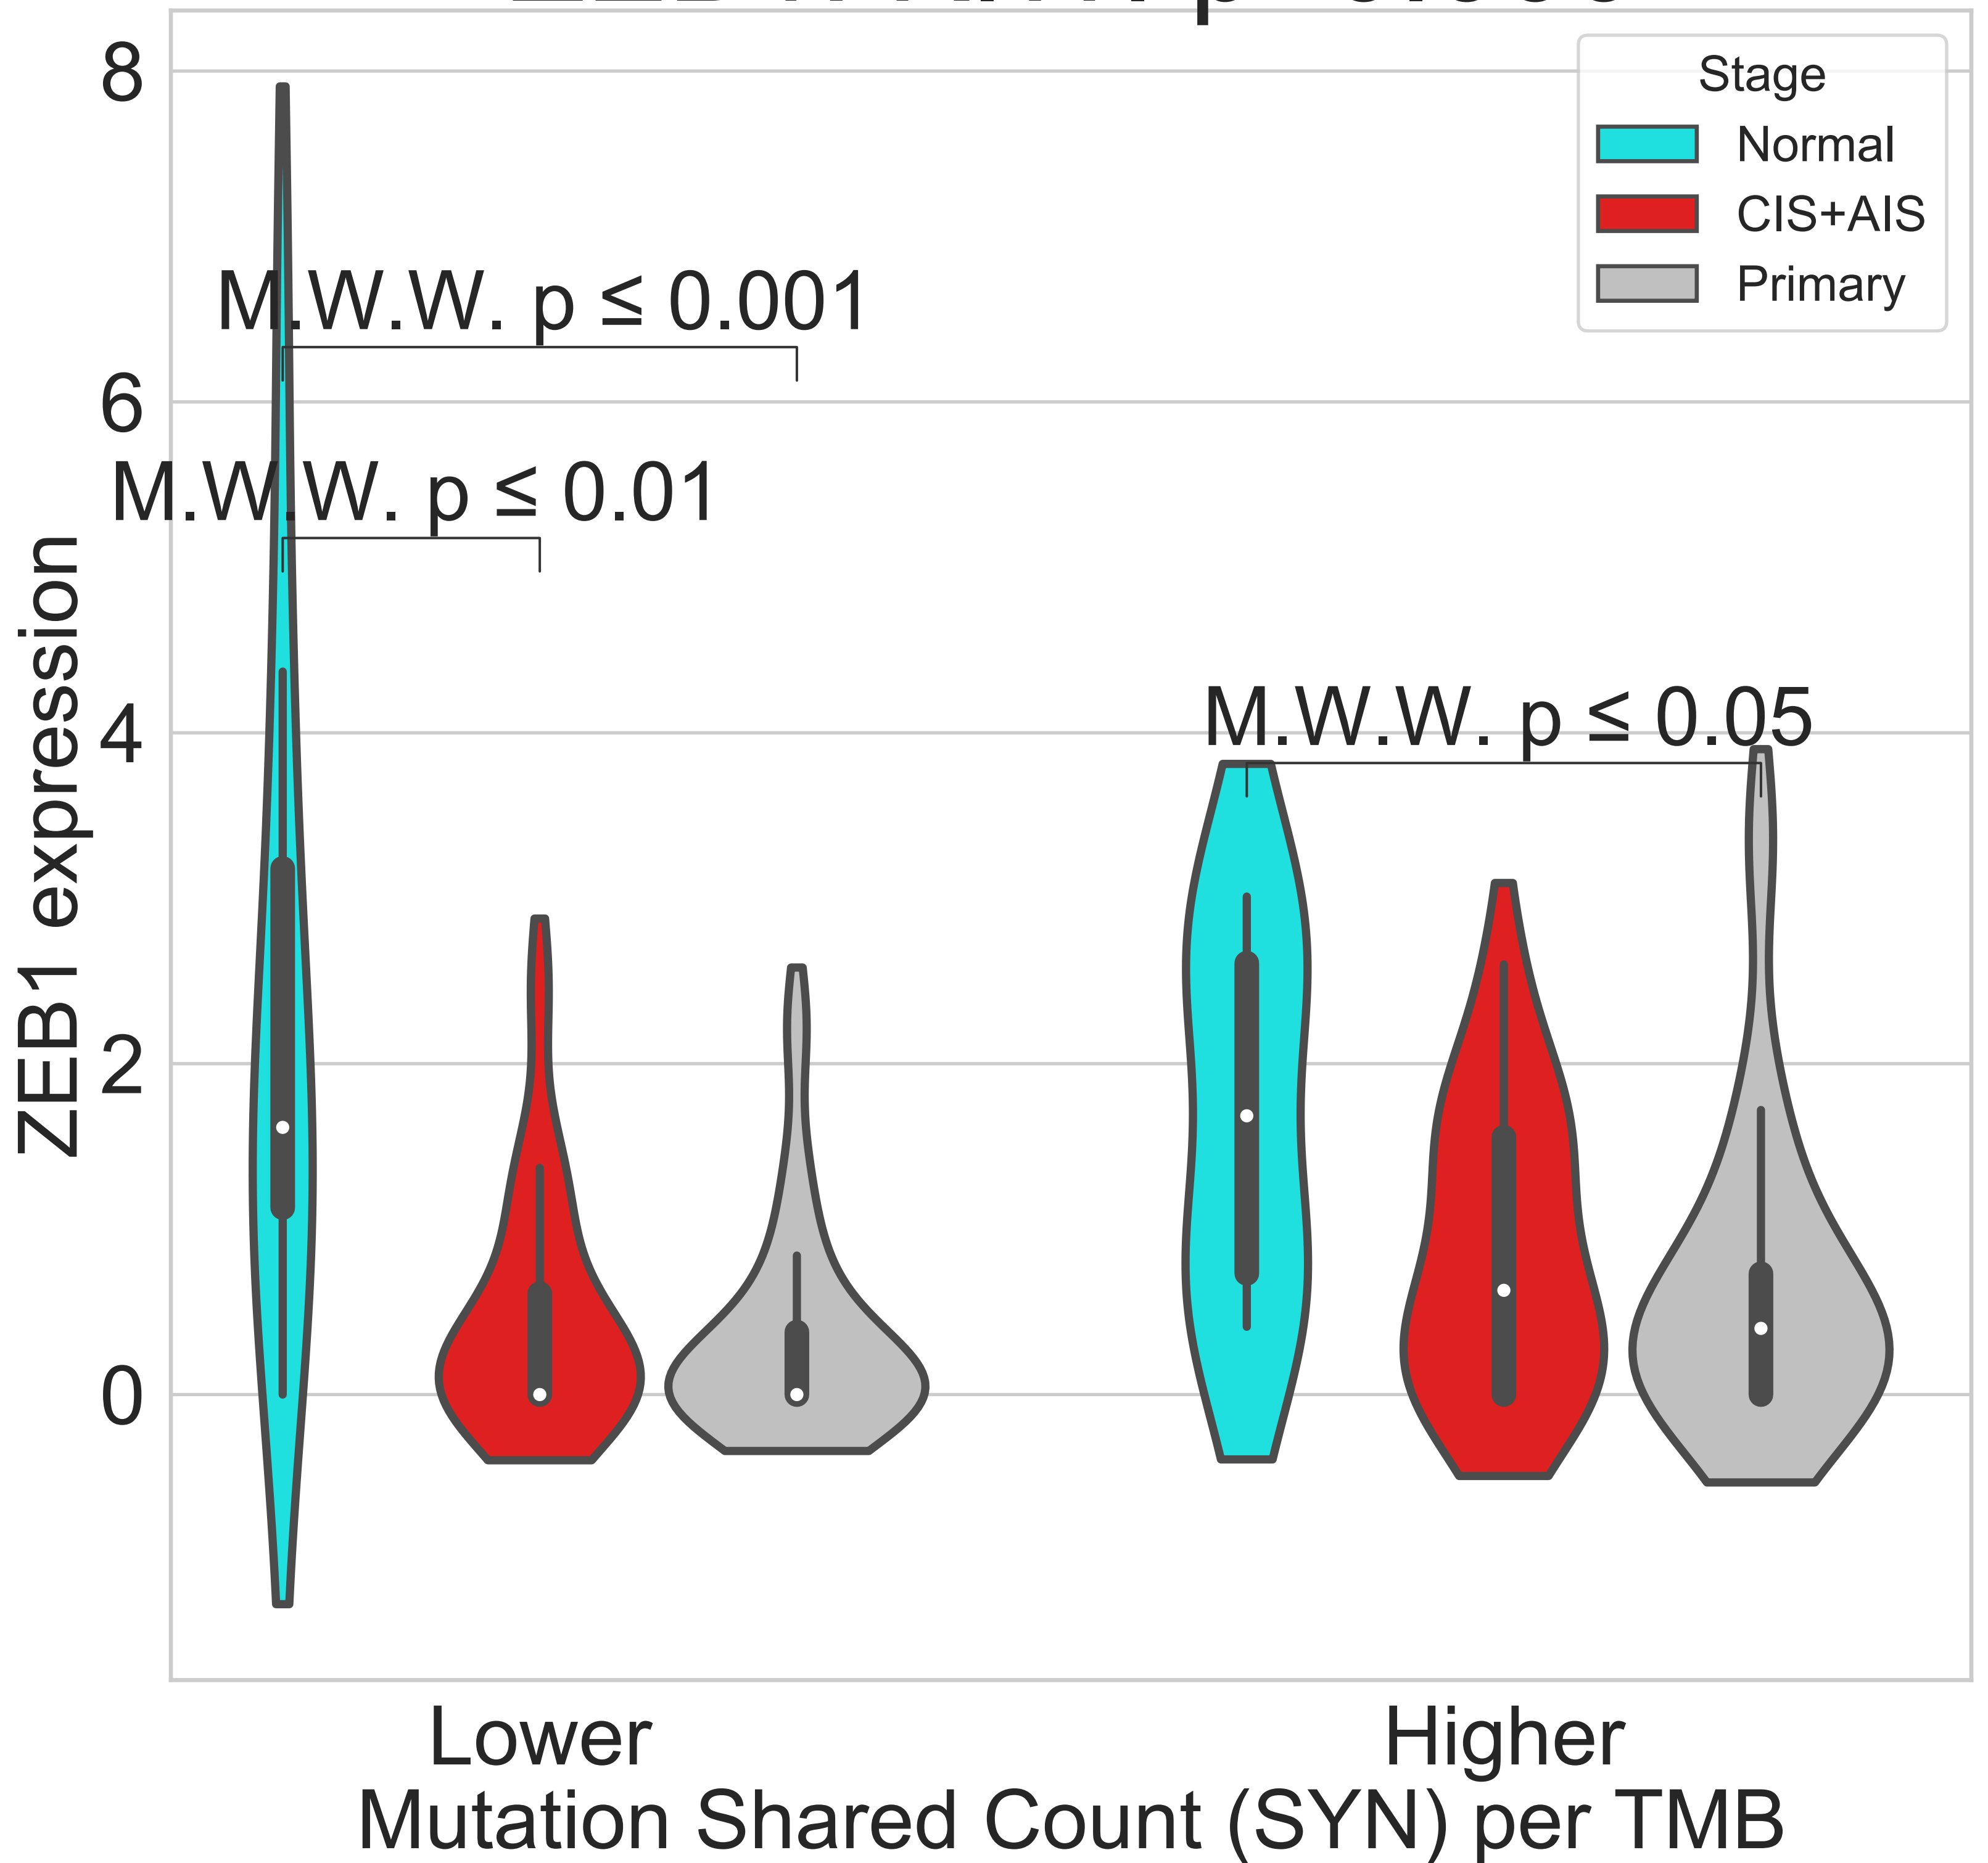 Stage
Normal
CIS+AIS
Primary
8
6
4
2
0
ZEB1 expression
M.W.W. p ≤ 0.001
M.W.W. p ≤ 0.01
M.W.W. p ≤ 0.05
Lower
Higher
Mutation Shared Count (SYN) per TMB